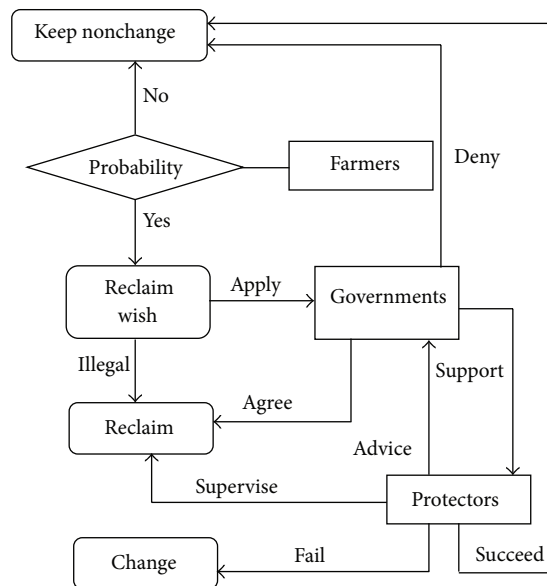 Keep nonchange
No
Deny
Probability
Farmers
Yes
Reclaim
wish
Apply
Governments
Illegal
Support
Agree
Reclaim
Advice
Supervise
Protectors
Change
Fail
Succeed